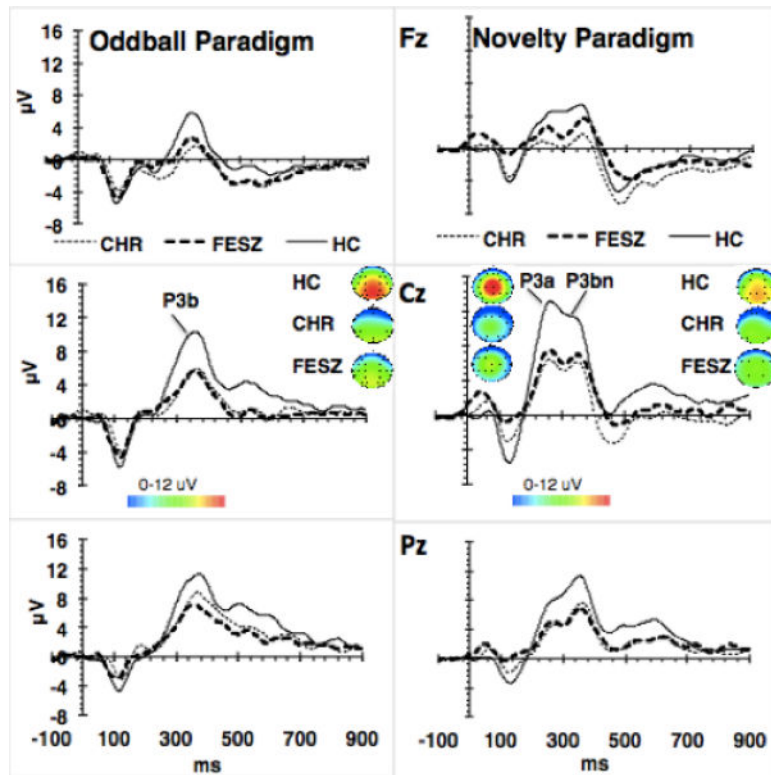 Oddball Paradigm
Fz
Novelty Paradigm
16
12
8
4
0
-4
-8
µV
CHR
FESZ
HC
CHR
FESZ
HC
16
12
8
4
0
-4
-8
µV
P3b
HC
CHR
FESZ
0-12 uV
Cz
P3a
P3bn
HC
CHR
FESZ
0-12 uV
16
12
8
4
0
-4
-8
µV
-100 100 300 500 700 900
ms
Pz
-100 100 300 500 700 900
ms